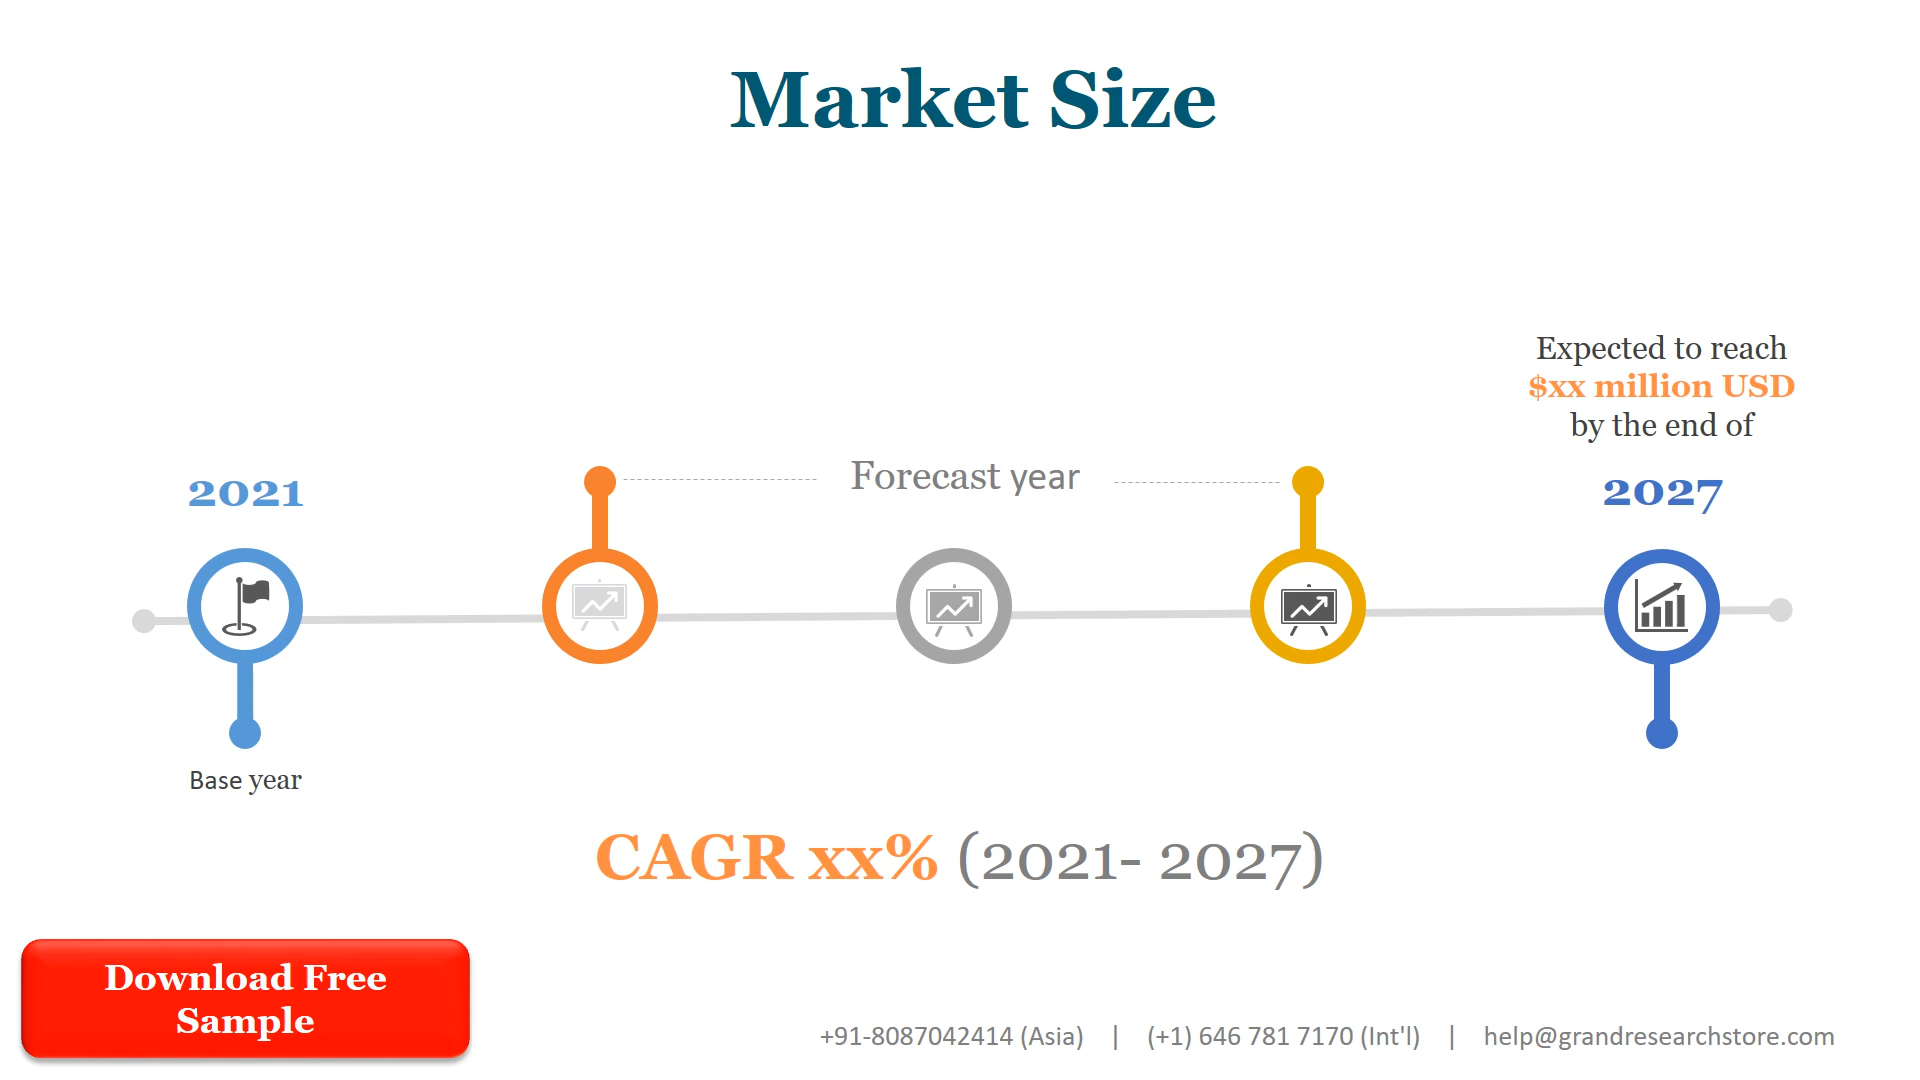 Market Size
Expected to reach
$xx million USD
by the end of
2021
Forecast year
2027
Base year
CAGR xx% (2021- 2027)
Download Free
Sample
+91-8087042414 (Asia) | (+1) 646 781 7170 (Int'l) | help@grandresearchstore.com